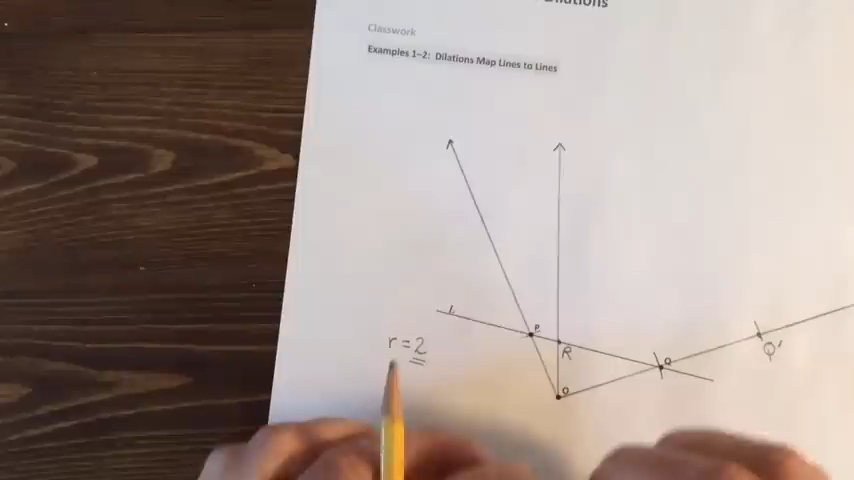 Dilations
Classwork
Examples 1–2: Dilations Map Lines to Lines
L
P
R
Q
Q'
O
r = 2